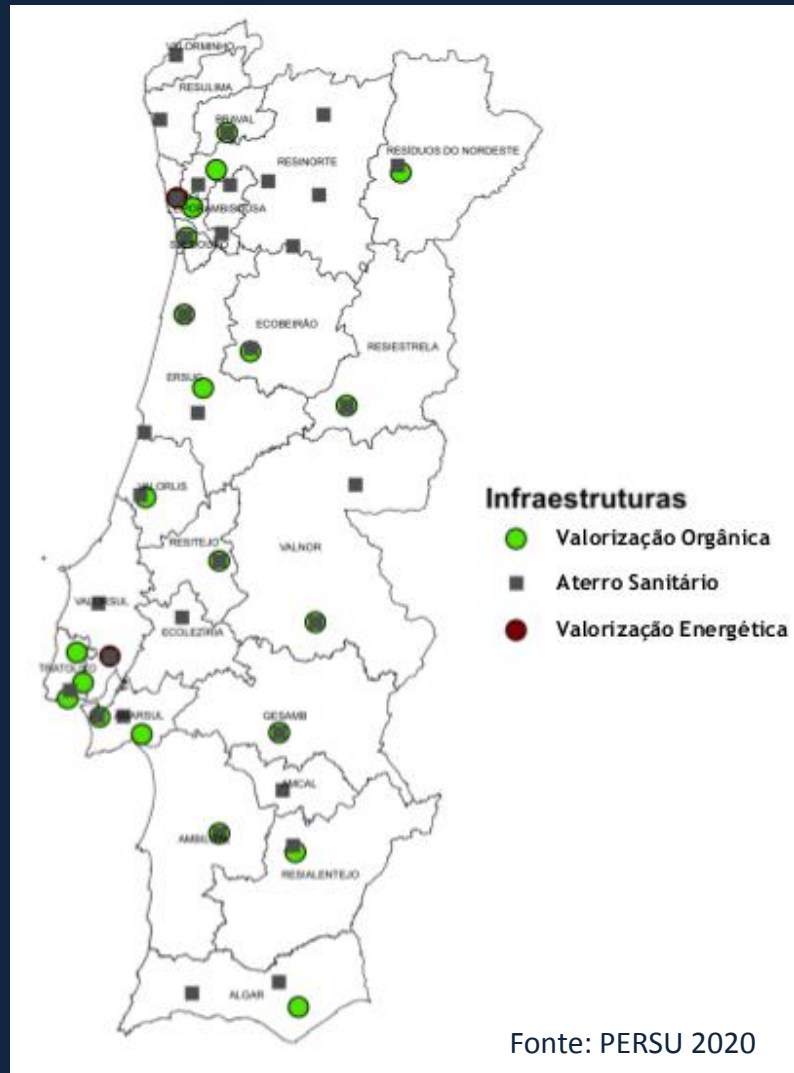 VALORMINHO
RESULIMA
BRAVAL
RESÍDUOS DO NORDESTE
RESINORTE
ECOBEIRÃO
RESIESTRELA
ERSUC
VALORLIS
RESITEJO
VALNOR
ECOLEZÍRIA
GESAMB
AMCAL
RESIALENTEJO
ALGAR
Infraestruturas
Valorização Orgânica
Aterro Sanitário
Valorização Energética
Fonte: PERSU 2020